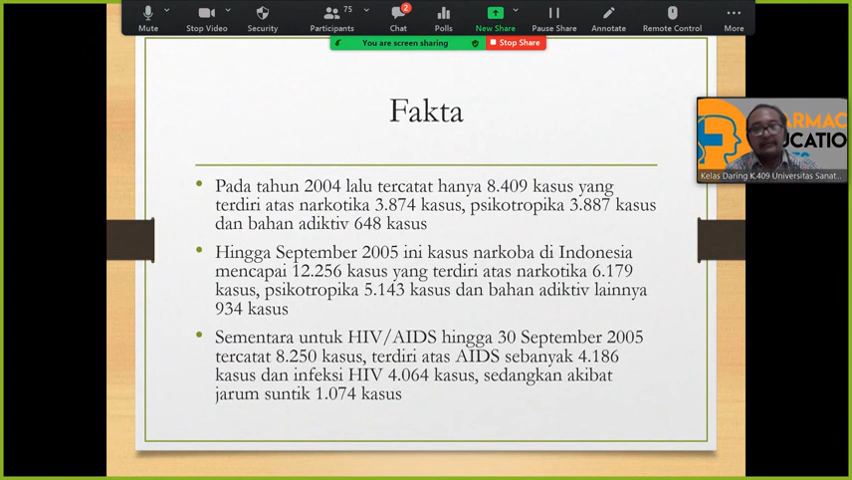 75
2
Mute
Stop Video
Security
Participants
Chat
Polls
New Share
Pause Share
Annotate
Remote Control
More
You are screen sharing
Stop Share
Fakta
ARMAC
UCATIO
Kelas Daring K.409 Universitas Sanat...
• Pada tahun 2004 lalu tercatat hanya 8.409 kasus yang
terdiri atas narkotika 3.874 kasus, psikotropika 3.887 kasus
dan bahan adiktiv 648 kasus
• Hingga September 2005 ini kasus narkoba di Indonesia
mencapai 12.256 kasus yang terdiri atas narkotika 6.179
kasus, psikotropika 5.143 kasus dan bahan adiktiv lainnya
934 kasus
• Sementara untuk HIV/AIDS hingga 30 September 2005
tercatat 8.250 kasus, terdiri atas AIDS sebanyak 4.186
kasus dan infeksi HIV 4.064 kasus, sedangkan akibat
jarum suntik 1.074 kasus